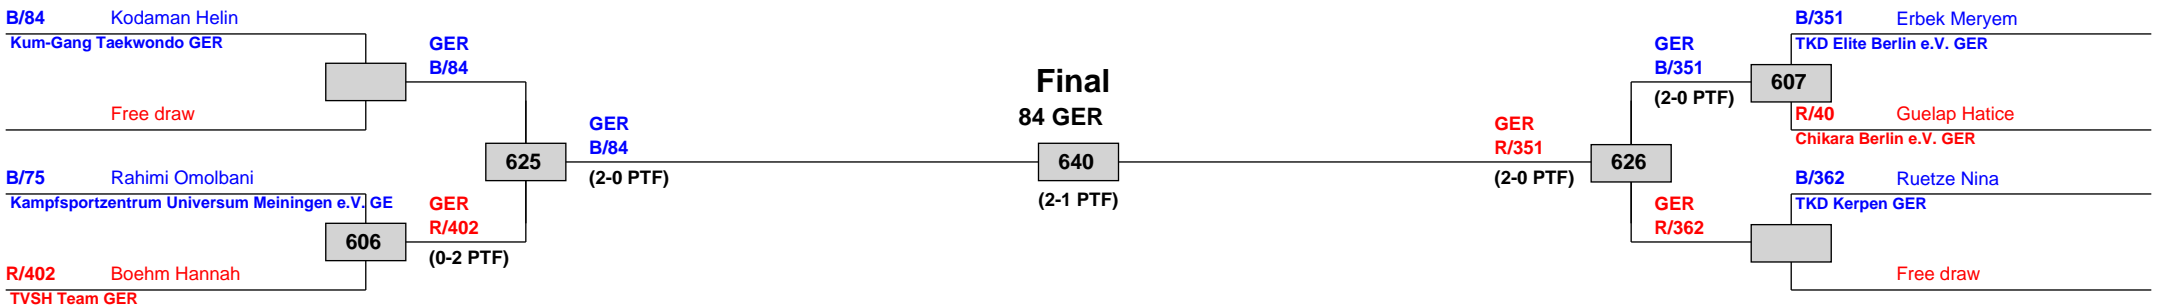 B/84 Kodaman Helin
Kum-Gang Taekwondo GER
Free draw
GER
B/84
B/75 Rahimi Omolbani
Kampfsportzentrum Universum Meiningen e.V. GE
606
R/402 Boehm Hannah
TVSH Team GER
GER
R/402
(0-2 PTF)
625
GER
B/84
(2-0 PTF)
Final
84 GER
640
(2-1 PTF)
GER
R/351
(2-0 PTF)
626
GER
B/351
(2-0 PTF)
607
B/351 Erbek Meryem
TKD Elite Berlin e.V. GER
R/40 Guelap Hatice
Chikara Berlin e.V. GER
GER
R/362
B/362 Ruetze Nina
TKD Kerpen GER
Free draw